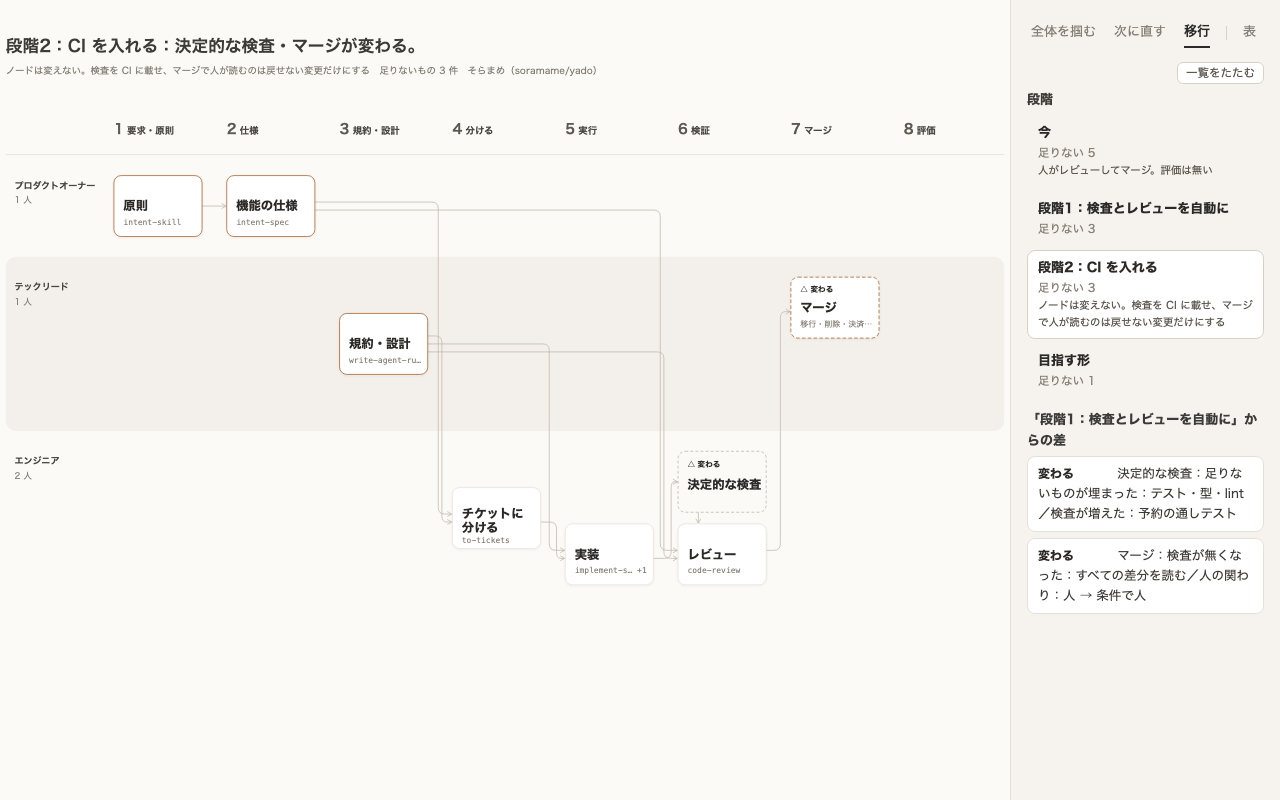 段階2：CI を入れる：決定的な検査・マージが変わる。
ノードは変えない。検査を CI に載せ、マージで人が読むのは戻せない変更だけにする　足りないもの 3 件　そらまめ（soramame/yado）
1 要求・原則
2 仕様
3 規約・設計
4 分ける
5 実行
6 検証
7 マージ
8 評価
プロダクトオーナー
1 人
原則
intent-skill
機能の仕様
intent-spec
テックリード
1 人
規約・設計
write-agent-ru…
△ 変わる
マージ
移行・削除・決済…
エンジニア
2 人
チケットに
分ける
to-tickets
実装
implement-s… +1
△ 変わる
決定的な検査
レビュー
code-review
全体を掴む
次に直す
移行
表
一覧をたたむ
段階
今
足りない 5
人がレビューしてマージ。評価は無い
段階1：検査とレビューを自動に
足りない 3
段階2：CI を入れる
足りない 3
ノードは変えない。検査を CI に載せ、マージ
で人が読むのは戻せない変更だけにする
目指す形
足りない 1
「段階1：検査とレビューを自動に」か
らの差
変わる　決定的な検査：足りな
いものが埋まった：テスト・型・lint
／検査が増えた：予約の通しテスト
変わる　マージ：検査が無くな
った：すべての差分を読む／人の関わ
り：人 → 条件で人